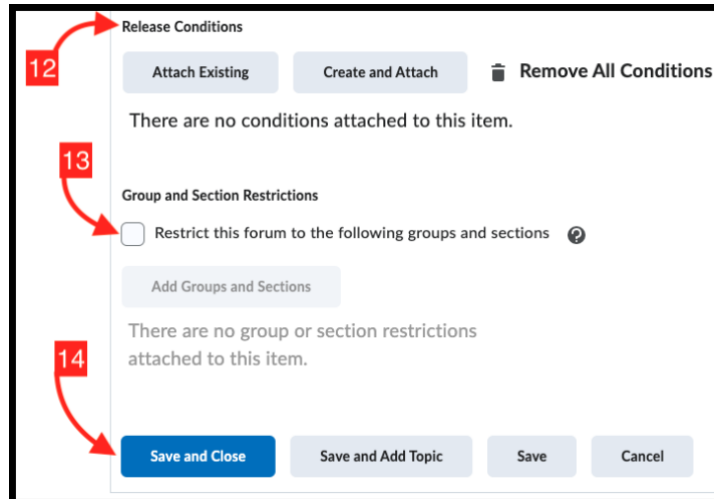 Release Conditions
12
Attach Existing Create and Attach Remove All Conditions
There are no conditions attached to this item.
13
Group and Section Restrictions
Restrict this forum to the following groups and sections ?
Add Groups and Sections
There are no group or section restrictions
attached to this item.
14
Save and Close Save and Add Topic Save Cancel